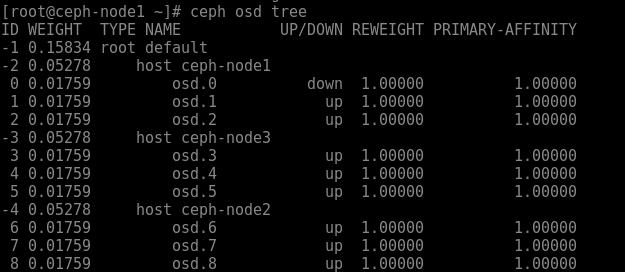 [root@ceph-node1 ~]# ceph osd tree
ID WEIGHT  TYPE NAME           UP/DOWN REWEIGHT PRIMARY-AFFINITY
-1 0.15834 root default
-2 0.05278     host ceph-node1
 0 0.01759         osd.0          down  1.00000          1.00000
 1 0.01759         osd.1            up  1.00000          1.00000
 2 0.01759         osd.2            up  1.00000          1.00000
-3 0.05278     host ceph-node3
 3 0.01759         osd.3            up  1.00000          1.00000
 4 0.01759         osd.4            up  1.00000          1.00000
 5 0.01759         osd.5            up  1.00000          1.00000
-4 0.05278     host ceph-node2
 6 0.01759         osd.6            up  1.00000          1.00000
 7 0.01759         osd.7            up  1.00000          1.00000
 8 0.01759         osd.8            up  1.00000          1.00000